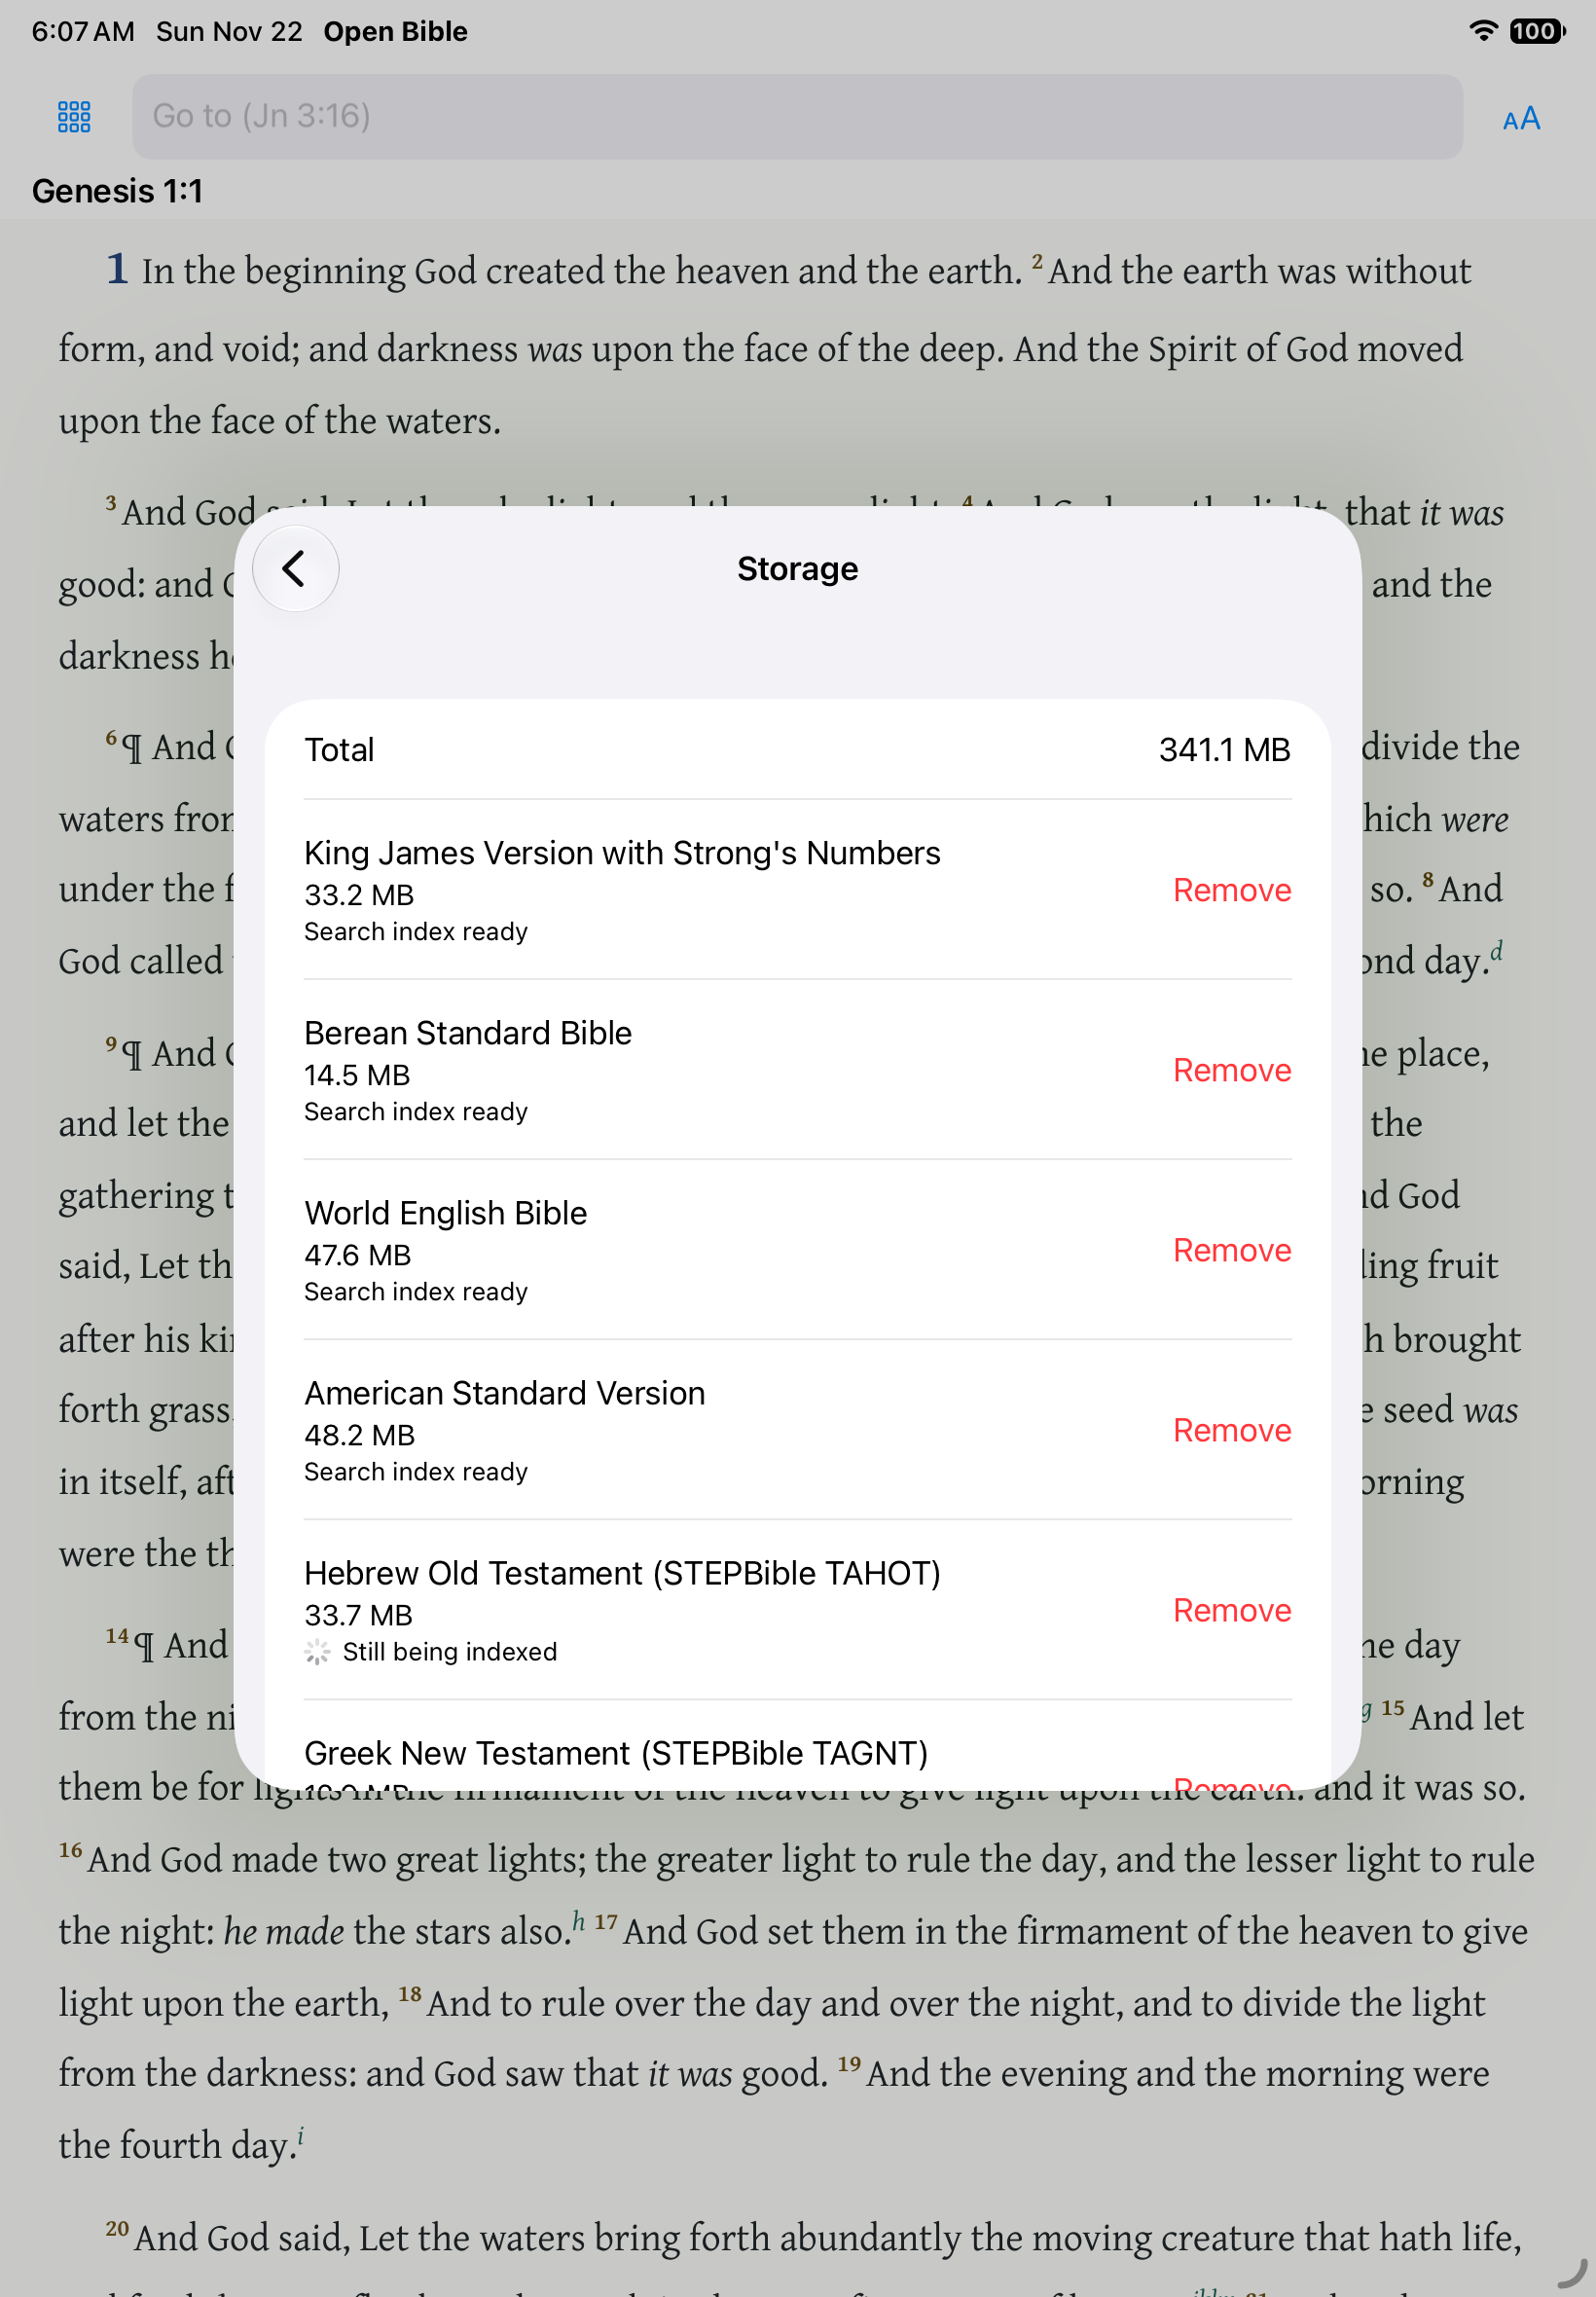 6:07 AM Sun Nov 22 Open Bible 100
Go to (Jn 3:16) AA
Genesis 1:1
1 In the beginning God created the heaven and the earth. 2 And the earth was without
form, and void; and darkness was upon the face of the deep. And the Spirit of God moved
upon the face of the waters.
3 And God that it was
good: and and the
darkness
Storage
Total 341.1 MB
6 ¶ And divide the
waters were
King James Version with Strong's Numbers
33.2 MB
Remove
Search index ready
under the so. 8 And
God called day.d
Berean Standard Bible
14.5 MB
Remove
Search index ready
9 ¶ And place,
and let the the
gathering God
World English Bible
47.6 MB
Remove
Search index ready
said, Let fruit
after his brought
American Standard Version
48.2 MB
Remove
Search index ready
forth grass seed was
in itself,
were the
Hebrew Old Testament (STEPBible TAHOT)
33.7 MB
Remove
Still being indexed
14 ¶ And day
from the g 15 And let
Greek New Testament (STEPBible TAGNT)
them be for lights in the firmament of the heaven to give light upon the earth: and it was so.
16 And God made two great lights; the greater light to rule the day, and the lesser light to rule
the night: he made the stars also.h 17 And God set them in the firmament of the heaven to give
light upon the earth, 18 And to rule over the day and over the night, and to divide the light
from the darkness: and God saw that it was good. 19 And the evening and the morning were
the fourth day.i
20 And God said, Let the waters bring forth abundantly the moving creature that hath life,